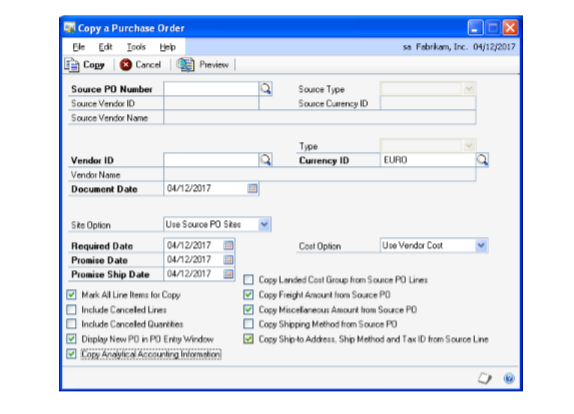 Copy a Purchase Order
File Edit Tools Help sa Fabrikam, Inc. 04/12/2017
Copy Cancel Preview
Source PO Number Source Type
Source Vendor ID Source Currency ID
Source Vendor Name
Type
Vendor ID Currency ID EURO
Vendor Name
Document Date 04/12/2017
Site Option Use Source PO Sites
Required Date 04/12/2017 Cost Option Use Vendor Cost
Promise Date 04/12/2017
Promise Ship Date 04/12/2017
Copy Landed Cost Group from Source PO Lines
Mark All Line Items for Copy Copy Freight Amount from Source PO
Include Cancelled Lines Copy Miscellaneous Amount from Source PO
Include Cancelled Quantities Copy Shipping Method from Source PO
Display New PO in PO Entry Window Copy Ship-to Address, Ship Method and Tax ID from Source Line
Copy Analytical Accounting Information